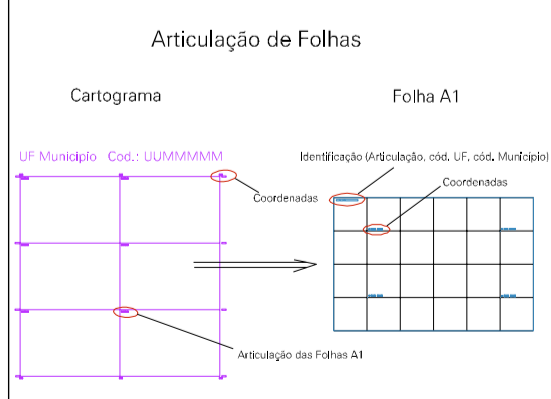 Articulação de Folhas
Cartograma
Folha A1
UF Municipio Cod.: UUMMMMM
Identificação (Articulação, cód. UF, cód. Município)
Coordenadas
Coordenadas
Articulação das Folhas A1